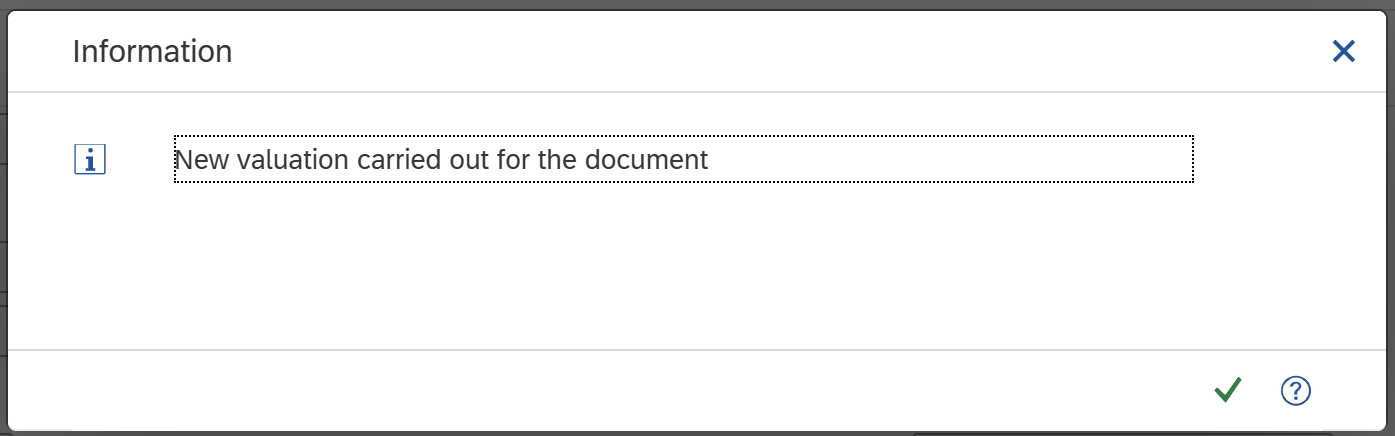 Information
New valuation carried out for the document